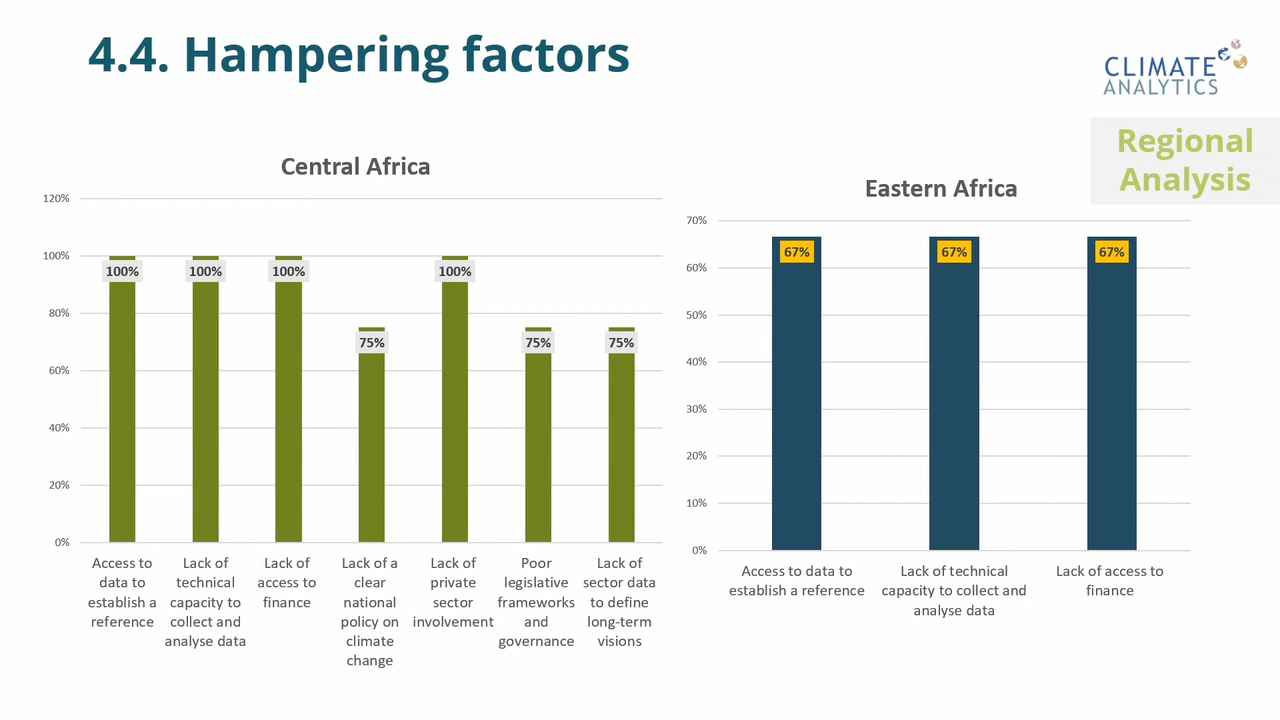 4.4. Hampering factors
CLIMATE
ANALYTICS
Regional
Analysis
Central Africa
120%
100%
80%
60%
40%
20%
0%
100%
100%
100%
75%
100%
75%
75%
Access to
data to
establish a
reference
Lack of
technical
capacity to
collect and
analyse data
Lack of
access to
finance
Lack of a
clear
national
policy on
climate
change
Lack of
private
sector
involvement
Poor
legislative
frameworks
and
governance
Lack of
sector data
to define
long-term
visions
Eastern Africa
70%
60%
50%
40%
30%
20%
10%
0%
67%
67%
67%
Access to data to
establish a reference
Lack of technical
capacity to collect and
analyse data
Lack of access to
finance